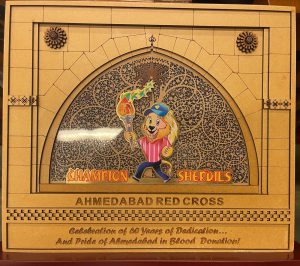 CHAMPION SHERDILS
AHMEDABAD RED CROSS
Celebration of 60 Years of Dedication...
And Pride of Ahmedabad in Blood Donation!